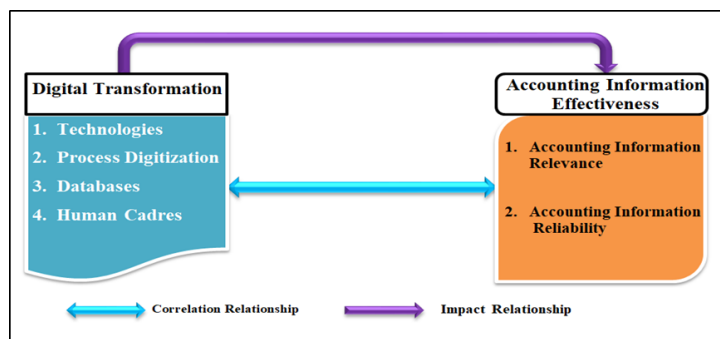 Digital Transformation
1. Technologies
2. Process Digitization
3. Databases
4. Human Cadres
Accounting Information
Effectiveness
1. Accounting Information
Relevance
2. Accounting Information
Reliability
Correlation Relationship
Impact Relationship